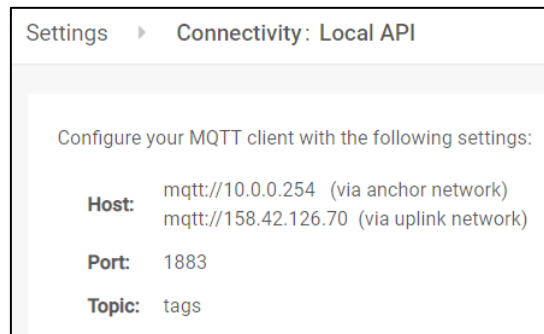 Settings Connectivity: Local API
Configure your MQTT client with the following settings:
Host: mqtt://10.0.0.254 (via anchor network)
mqtt://158.42.126.70 (via uplink network)
Port: 1883
Topic: tags